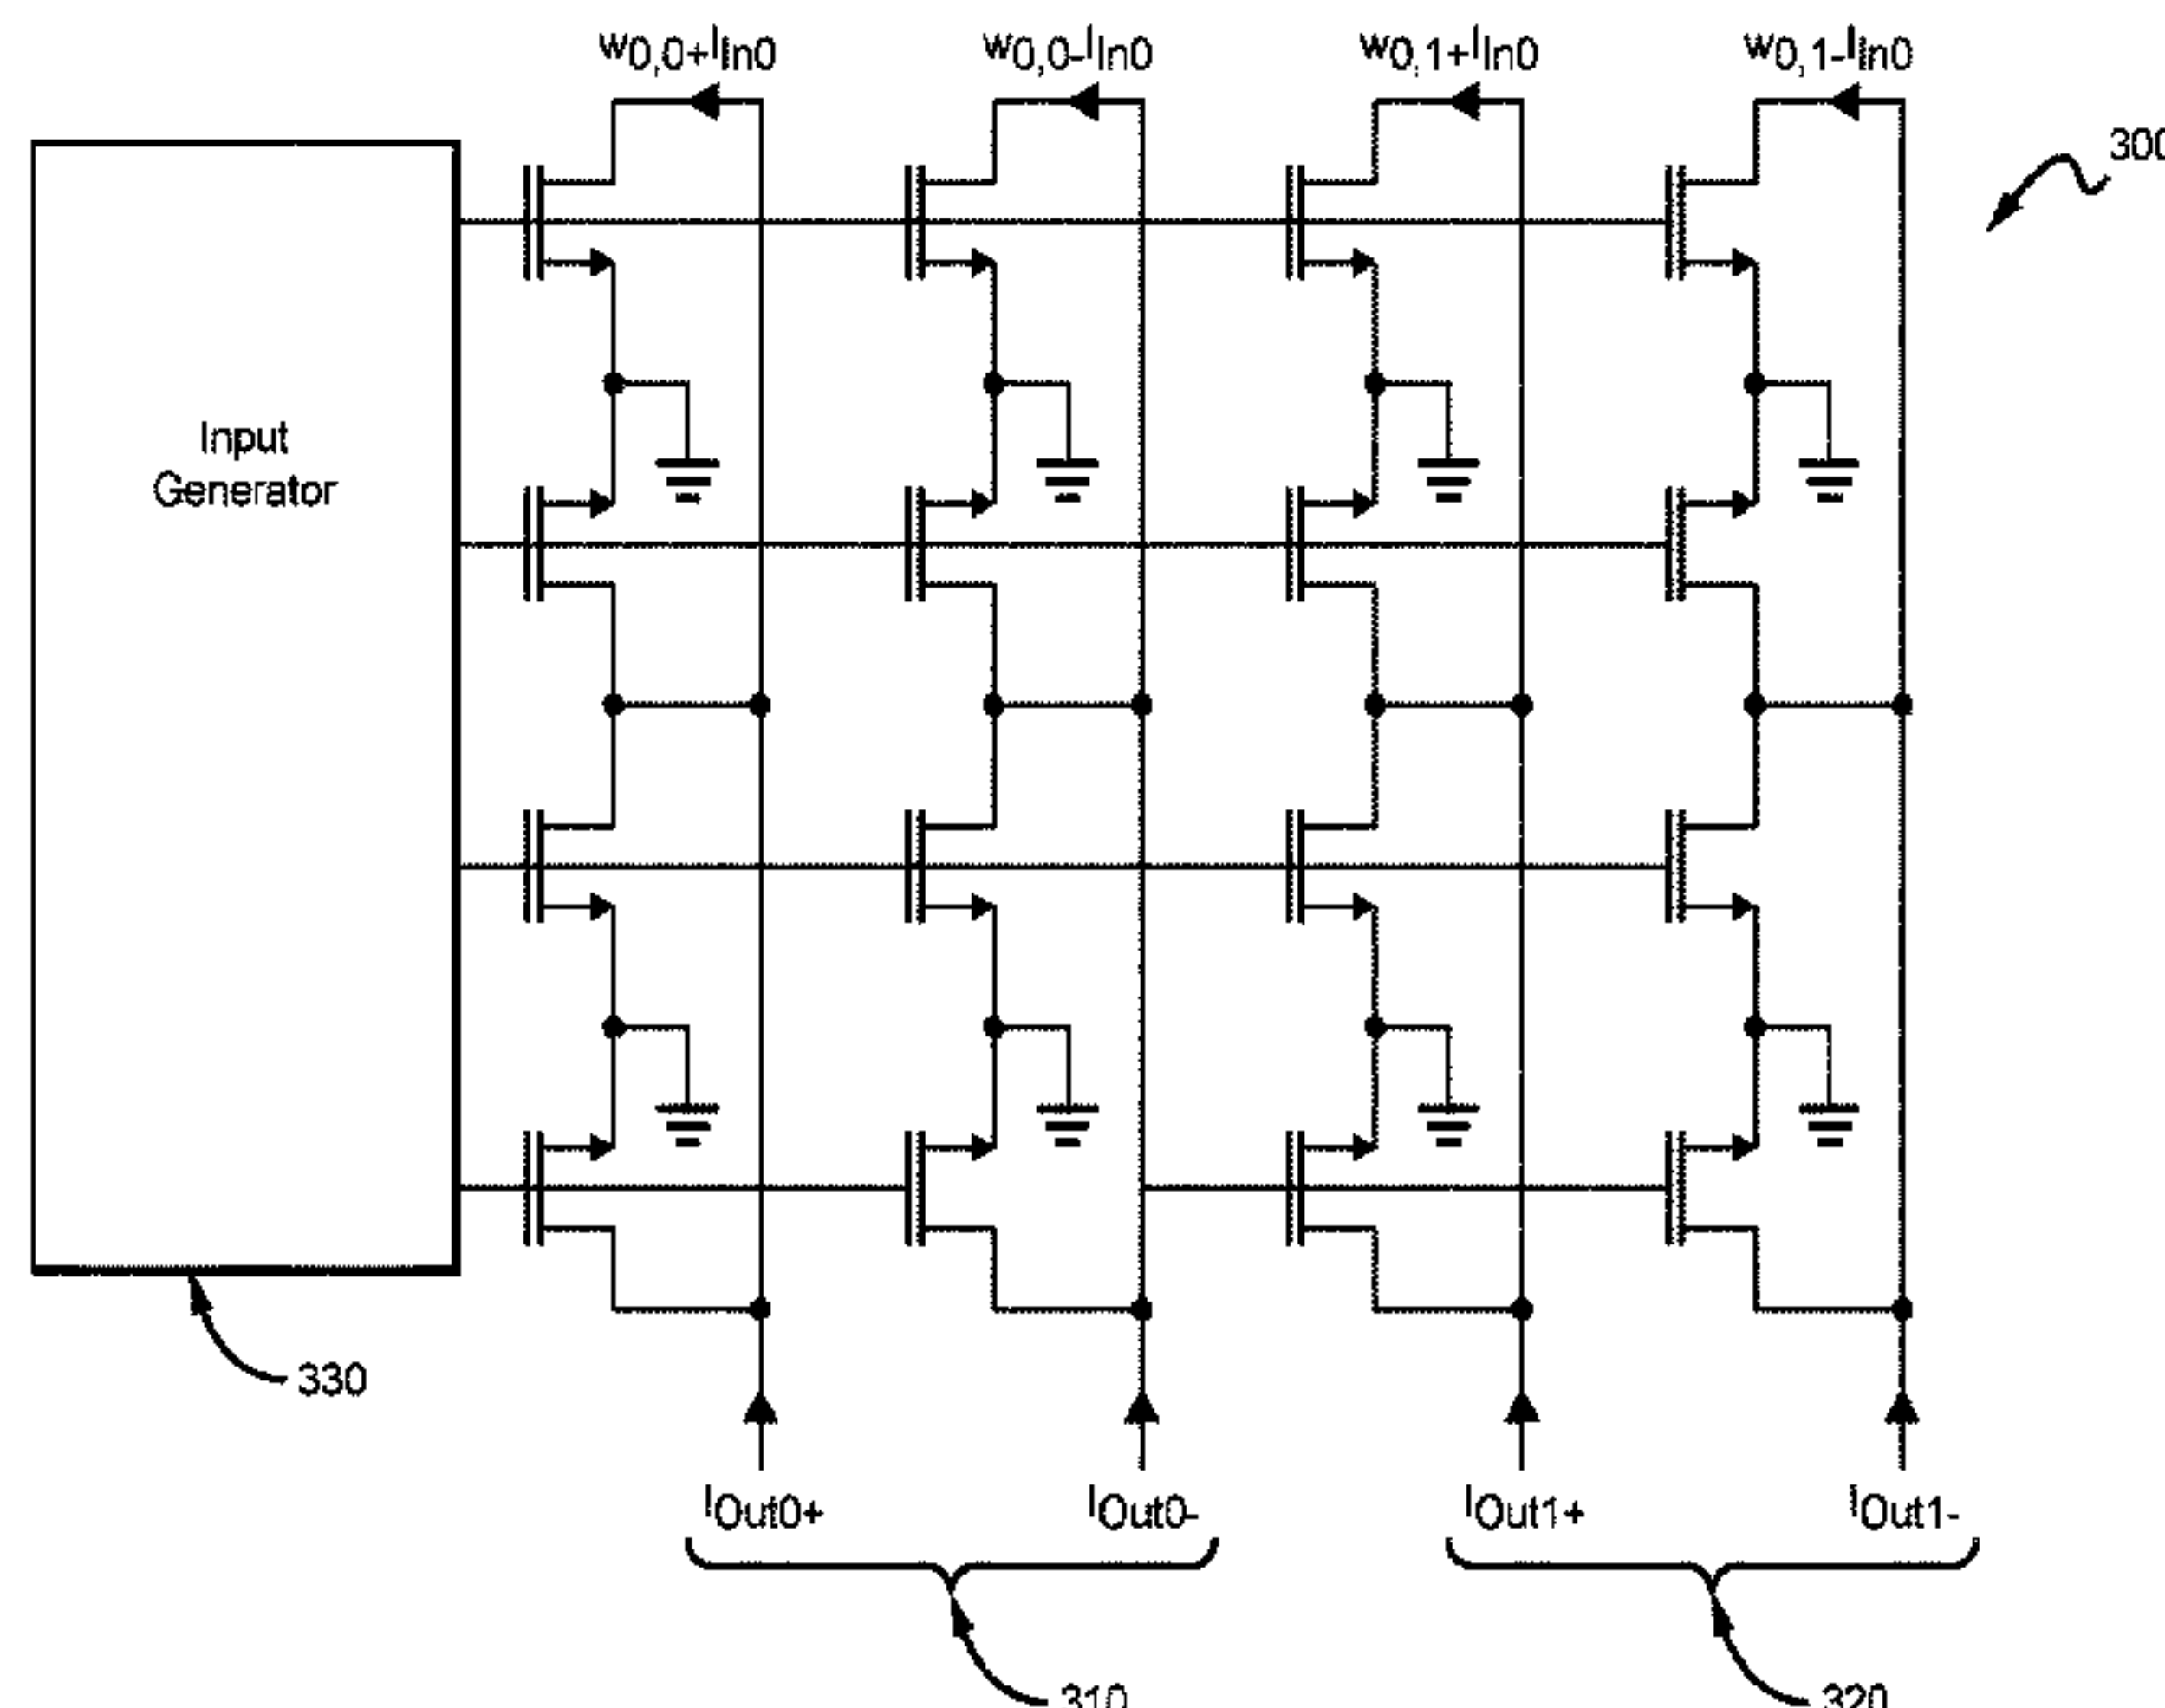 w0,0+IIn0 w0,0-IIn0 w0,1+IIn0 w0,1-IIn0
300
Input
Generator
330
IOut0+ IOut0- IOut1+ IOut1-
310 320